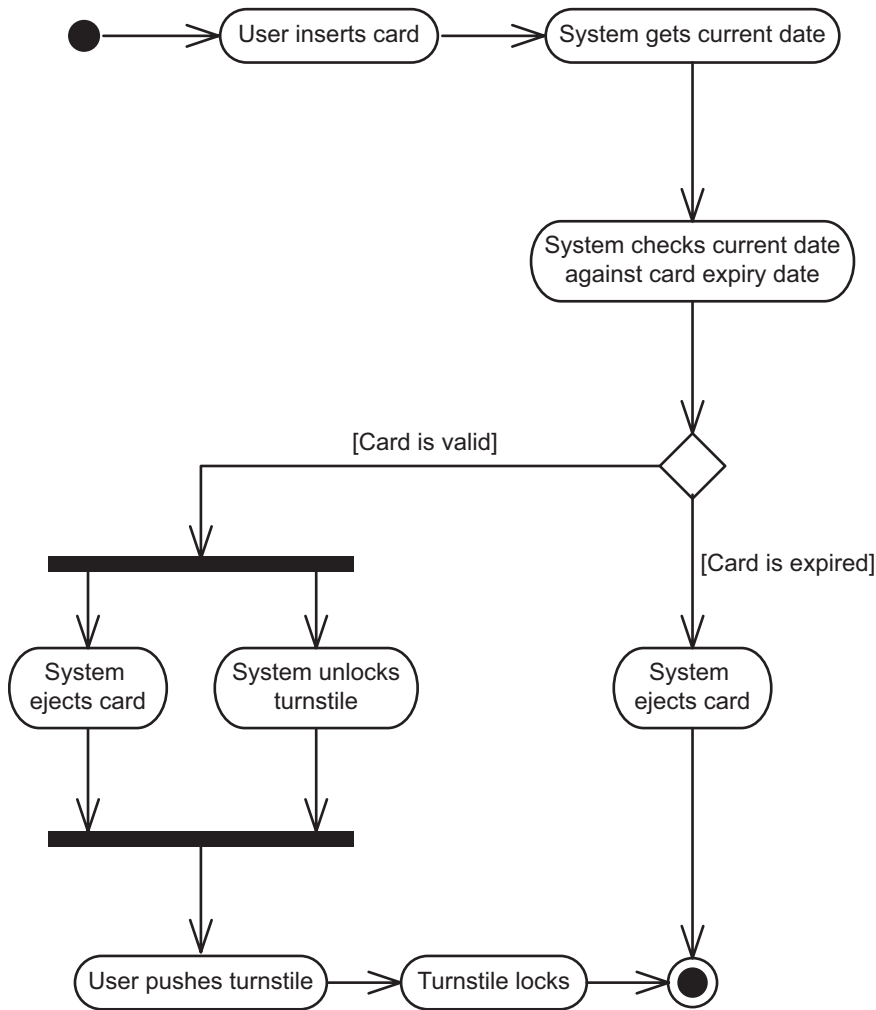 User inserts card
System gets current date
System checks current date
against card expiry date
[Card is valid]
[Card is expired]
System
ejects card
System unlocks
turnstile
System
ejects card
User pushes turnstile
Turnstile locks